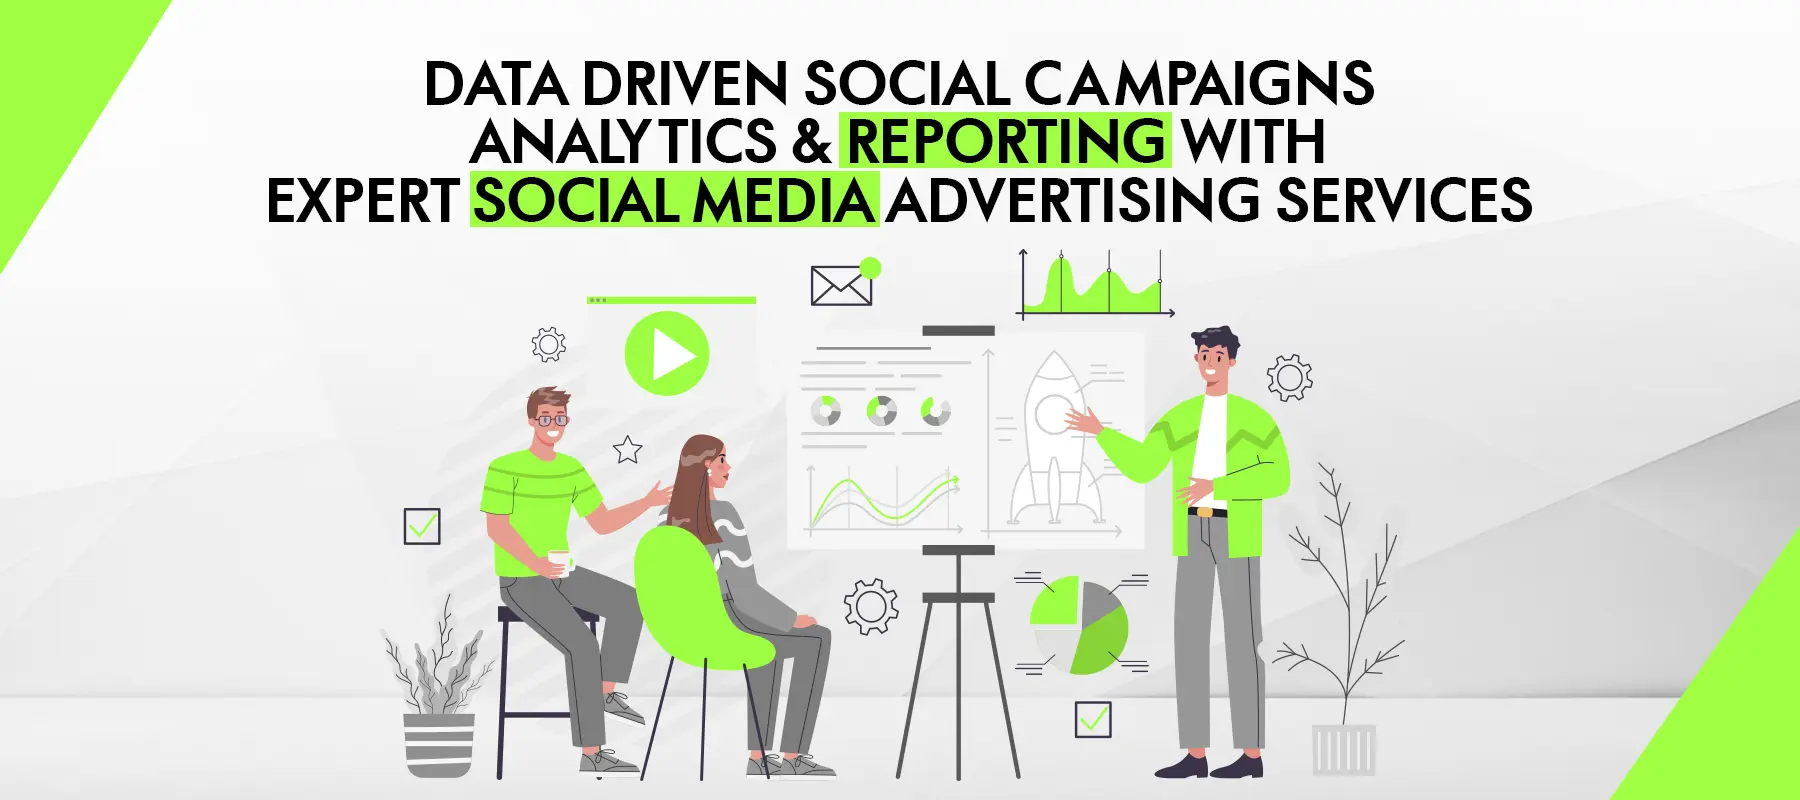 DATA DRIVEN SOCIAL CAMPAIGNS
ANALYTICS & REPORTING WITH
EXPERT SOCIAL MEDIA ADVERTISING SERVICES